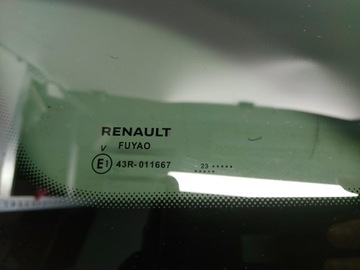 RENAULT
V FUYAO
E1 43R-011667
23 •••••
•••••